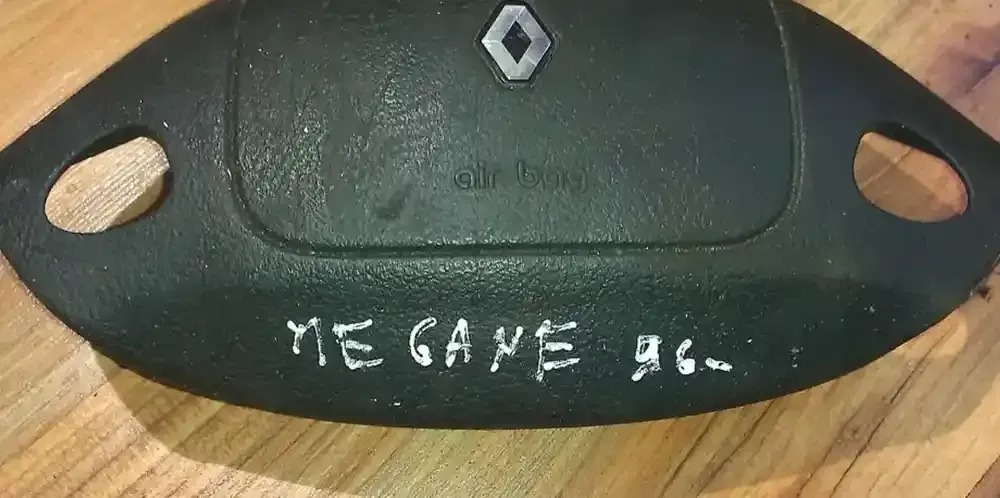 air bag
MEGANE 96-